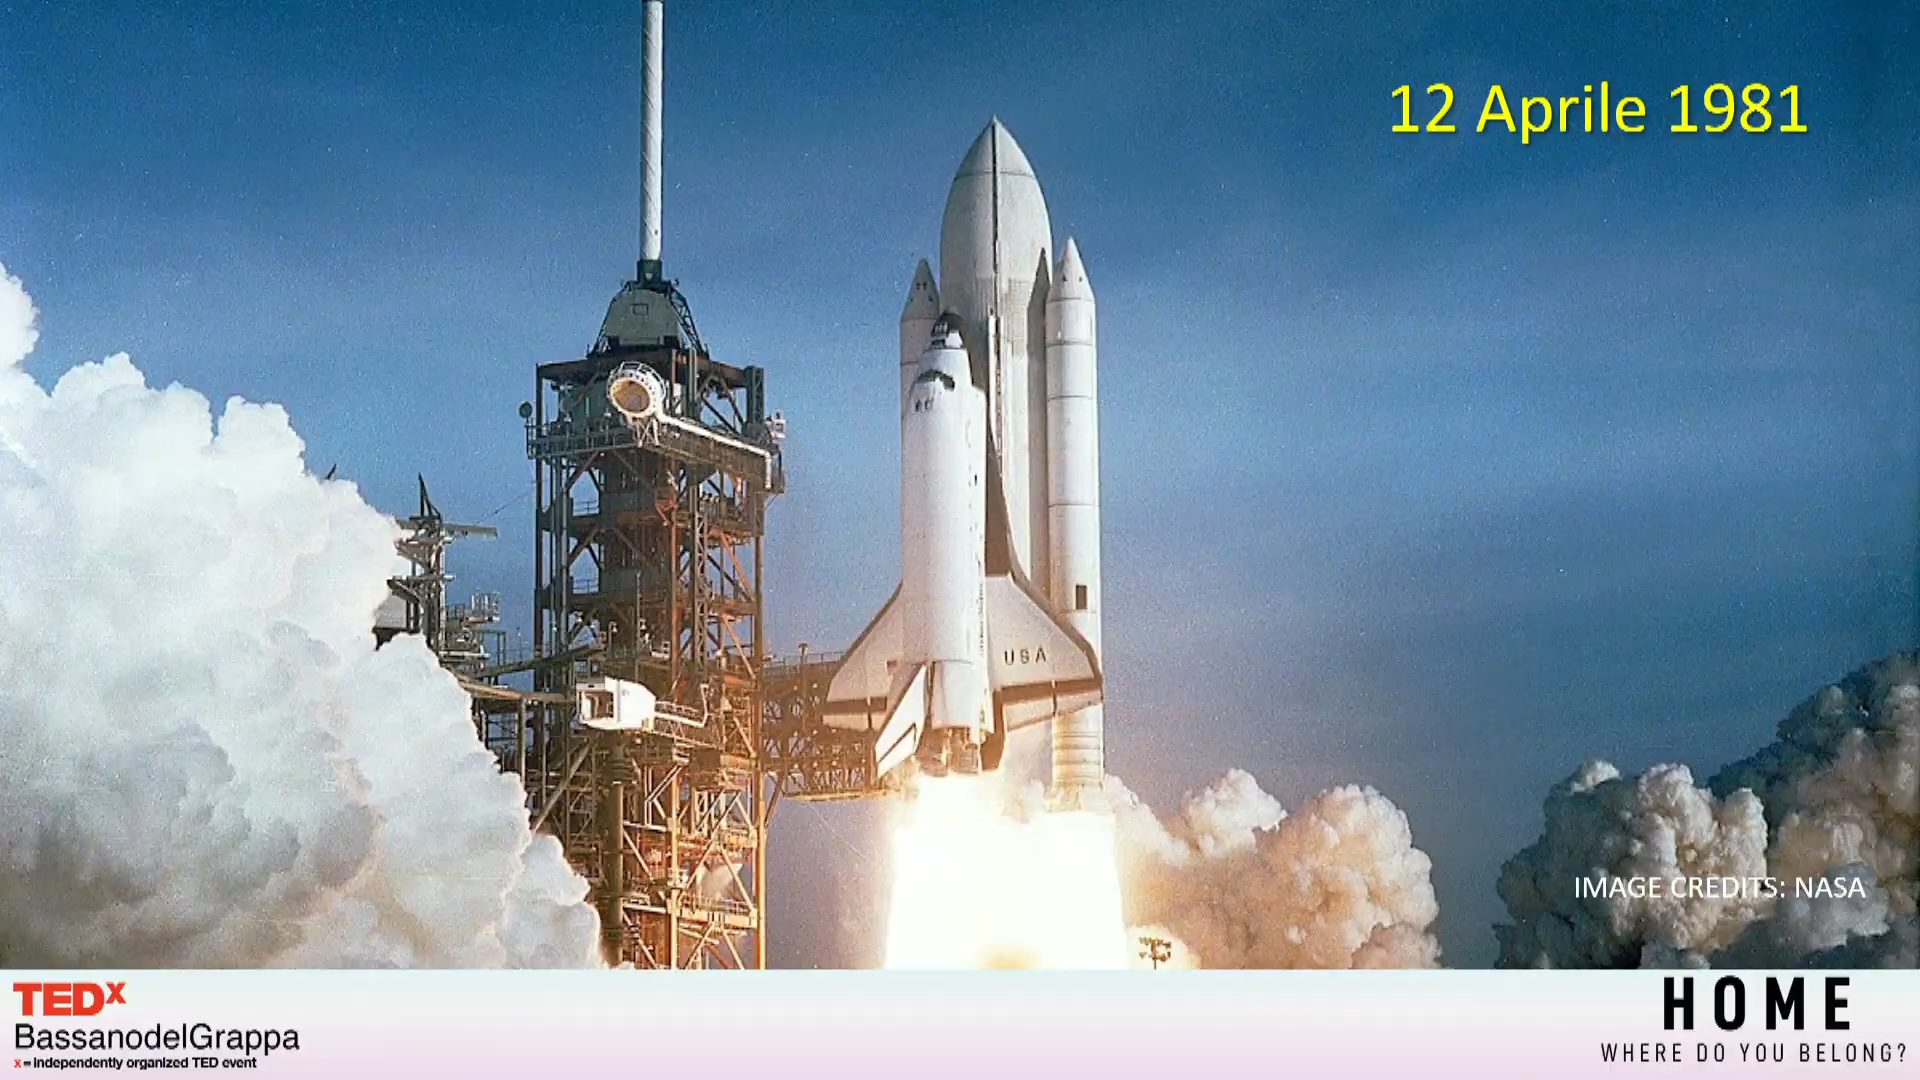 12 Aprile 1981
USA
IMAGE CREDITS: NASA
TEDx
BassanodelGrappa
x = independently organized TED event
HOME
WHERE DO YOU BELONG?